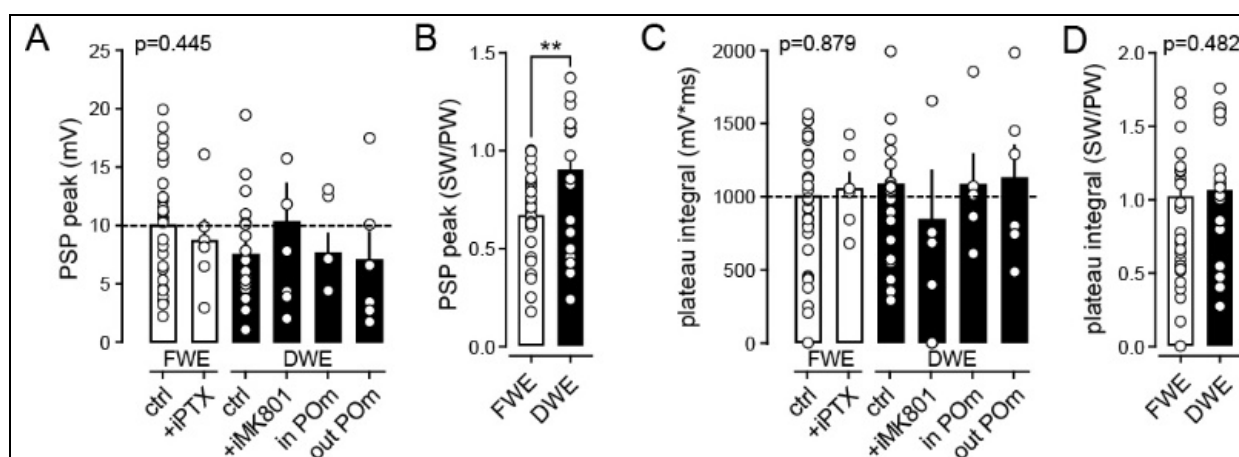 A
p=0.445
PSP peak (mV)
25
20
15
10
5
0
FWE
DWE
ctrl
+iPTX
ctrl
+iMK801
in POm
out POm
B
**
PSP peak (SW/PW)
1.5
1.0
0.5
0.0
FWE
DWE
C
p=0.879
plateau integral (mV*ms)
2000
1500
1000
500
0
FWE
DWE
ctrl
+iPTX
ctrl
+iMK801
in POm
out POm
D
p=0.482
plateau integral (SW/PW)
2.0
1.5
1.0
0.5
0.0
FWE
DWE